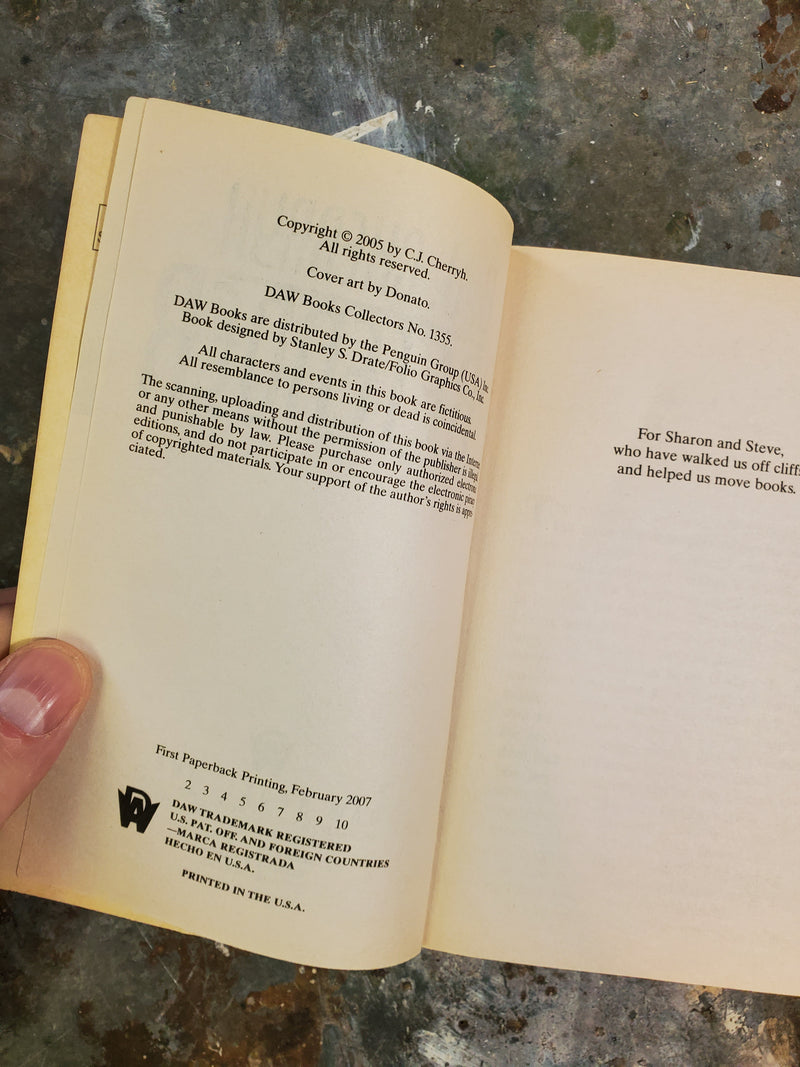 Copyright © 2005 by C.J. Cherryh.
All rights reserved.
Cover art by Donato.
DAW Books Collectors No. 1355.
DAW Books are distributed by the Penguin Group (USA) Inc.
Book designed by Stanley S. Drate/Folio Graphics Co., Inc.
All characters and events in this book are fictitious.
All resemblance to persons living or dead is coincidental.
The scanning, uploading and distribution of this book via the
or any other means without the permission of the publisher is
and punishable by law. Please purchase only authorized
editions, and do not participate in or encourage the electronic
of copyrighted materials. Your support of the author's rights is
ciated.
First Paperback Printing, February 2007
2 3 4 5 6 7 8 9 10
DAW
DAW TRADEMARK REGISTERED
U.S. PAT. OFF. AND FOREIGN COUNTRIES
—MARCA REGISTRADA
HECHO EN U.S.A.
PRINTED IN THE U.S.A.
For Sharon and Steve,
who have walked us off cliffs
and helped us move books.